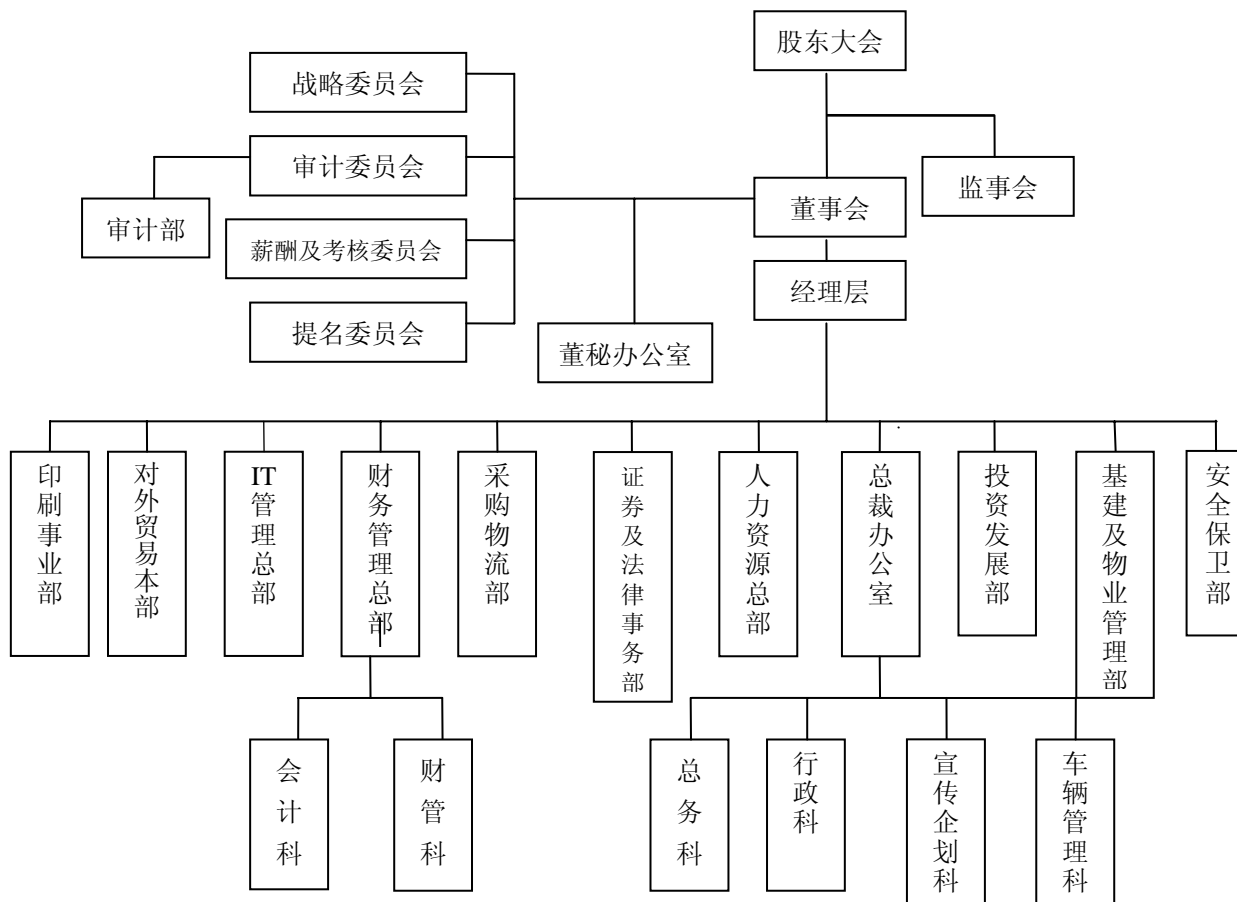 股东大会
战略委员会
审计委员会
监事会
董事会
审计部
薪酬及考核委员会
经理层
提名委员会
董秘办公室
印刷事业部
对外贸易本部
IT管理总部
财务管理总部
采购物流部
证券及法律事务部
人力资源总部
总裁办公室
投资发展部
基建及物业管理部
安全保卫部
会计科
财管科
总务科
行政科
宣传企划科
车辆管理科